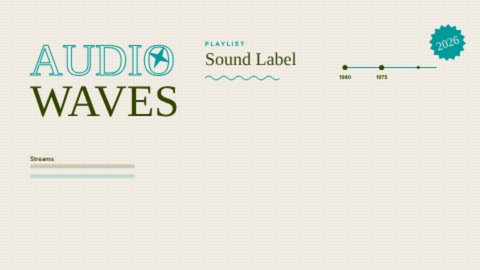 AUDIO
WAVES
PLAYLIST
Sound Label
1960
1975
2026
Streams